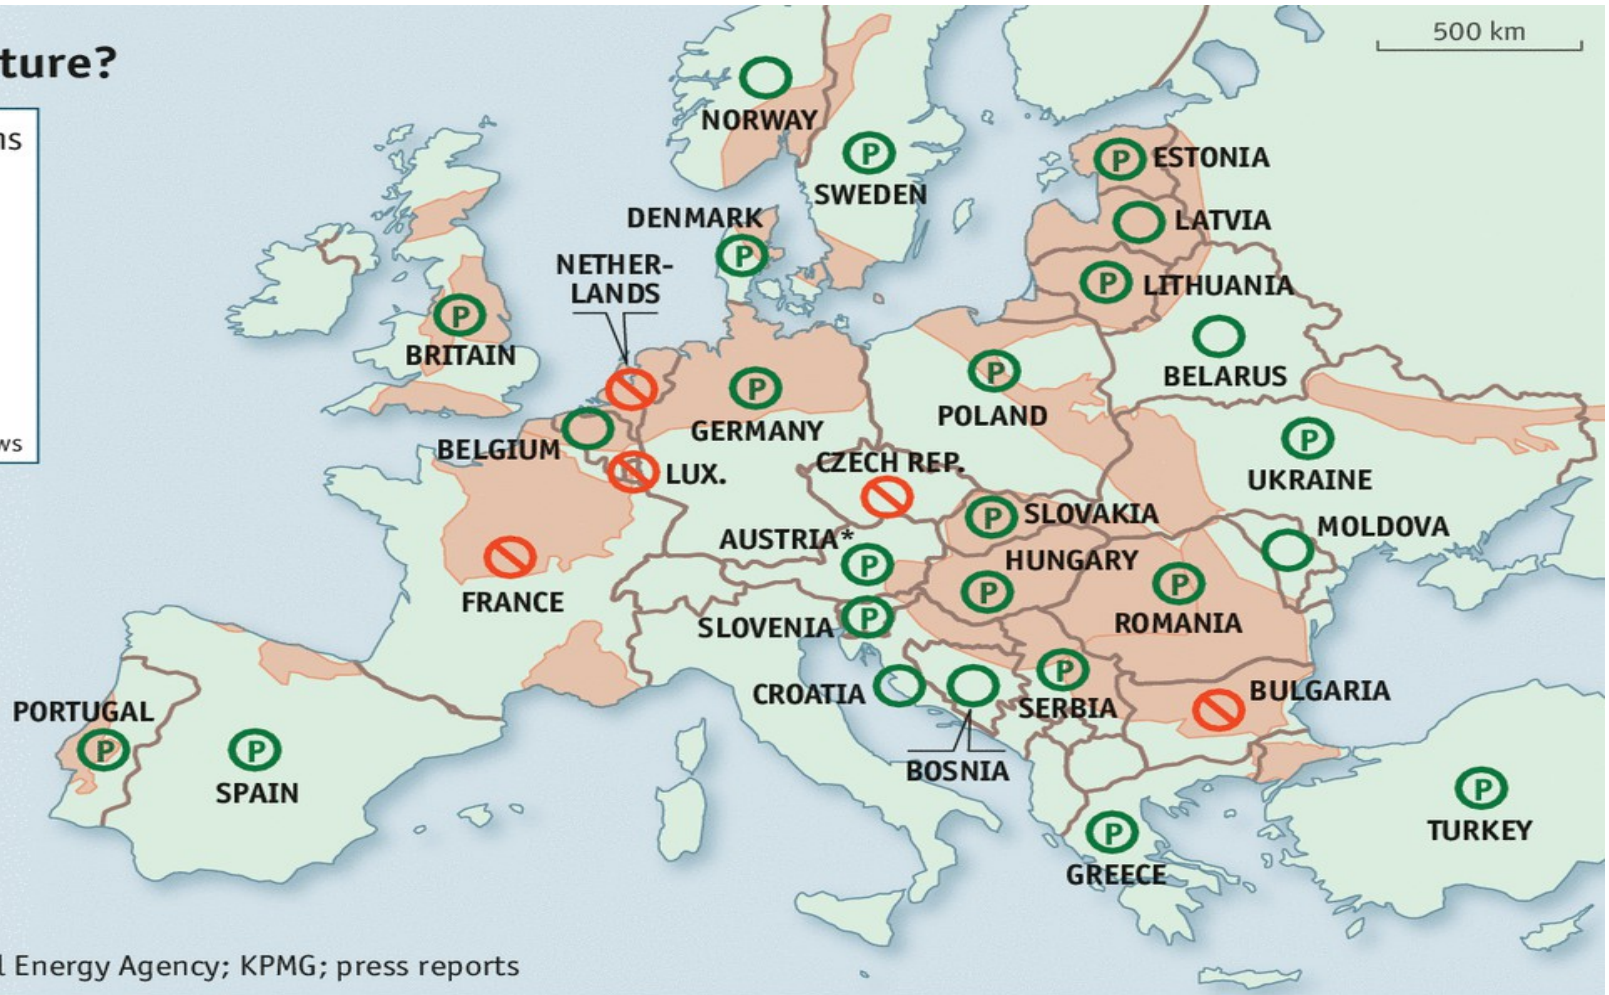 ture?
500 km
ns
ws
NORWAY
P
SWEDEN
P
ESTONIA
LATVIA
P
LITHUANIA
DENMARK
P
NETHER-
LANDS
P
BRITAIN
BELARUS
P
GERMANY
P
POLAND
BELGIUM
LUX.
CZECH REP.
P
UKRAINE
P
SLOVAKIA
MOLDOVA
AUSTRIA*
P
HUNGARY
P
FRANCE
P
ROMANIA
SLOVENIA
P
CROATIA
BOSNIA
P
SERBIA
BULGARIA
PORTUGAL
P
P
SPAIN
P
TURKEY
P
GREECE
l Energy Agency; KPMG; press reports